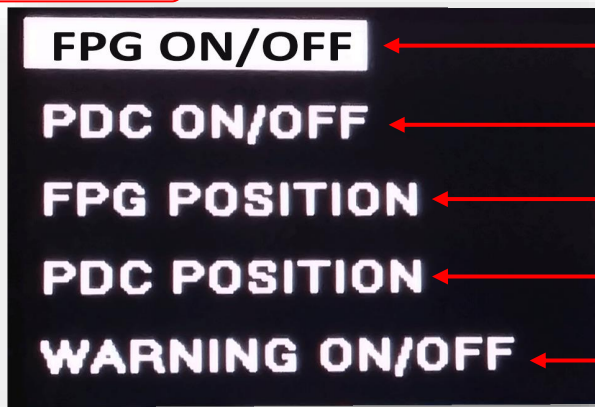 FPG ON/OFF
PDC ON/OFF
FPG POSITION
PDC POSITION
WARNING ON/OFF